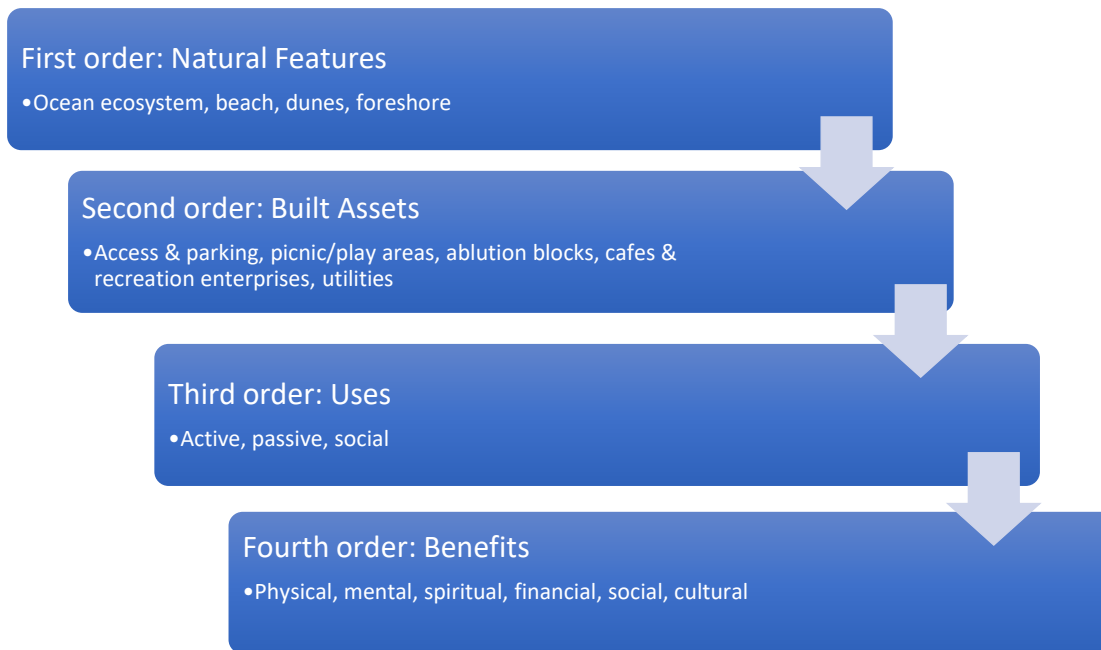 First order: Natural Features
•Ocean ecosystem, beach, dunes, foreshore
Second order: Built Assets
•Access & parking, picnic/play areas, ablution blocks, cafes &
recreation enterprises, utilities
Third order: Uses
•Active, passive, social
Fourth order: Benefits
•Physical, mental, spiritual, financial, social, cultural